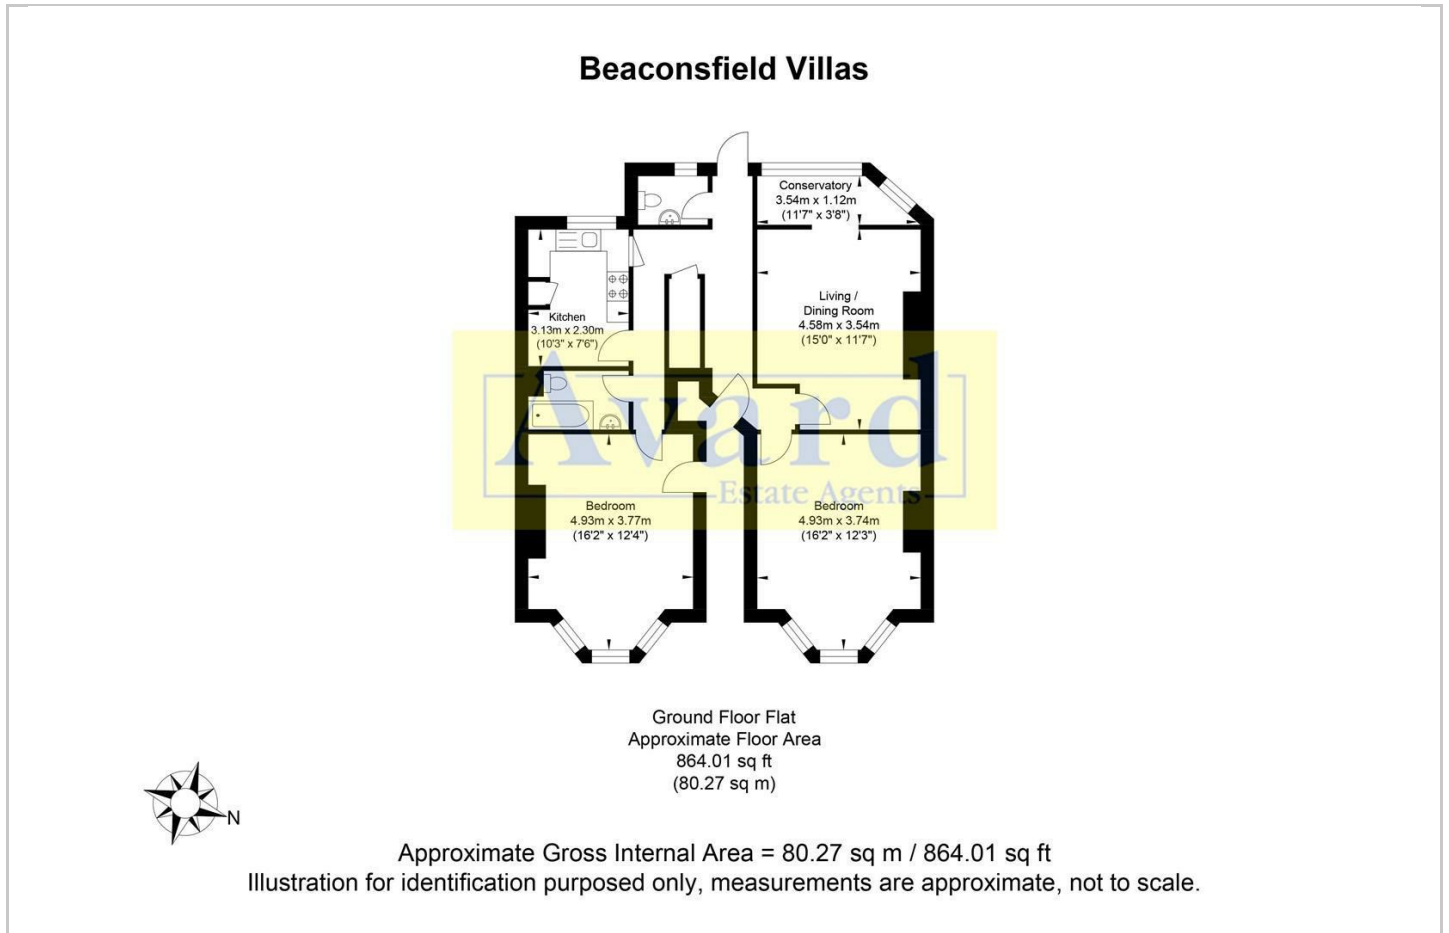 Beaconsfield Villas
Conservatory
3.54m x 1.12m
(11'7" x 3'8")
Living /
Dining Room
4.58m x 3.54m
(15'0" x 11'7")
Kitchen
3.13m x 2.30m
(10'3" x 7'6")
Avard
Estate Agents
Bedroom
4.93m x 3.77m
(16'2" x 12'4")
Bedroom
4.93m x 3.74m
(16'2" x 12'3")
Ground Floor Flat
Approximate Floor Area
864.01 sq ft
(80.27 sq m)
N
Approximate Gross Internal Area = 80.27 sq m / 864.01 sq ft
Illustration for identification purposed only, measurements are approximate, not to scale.